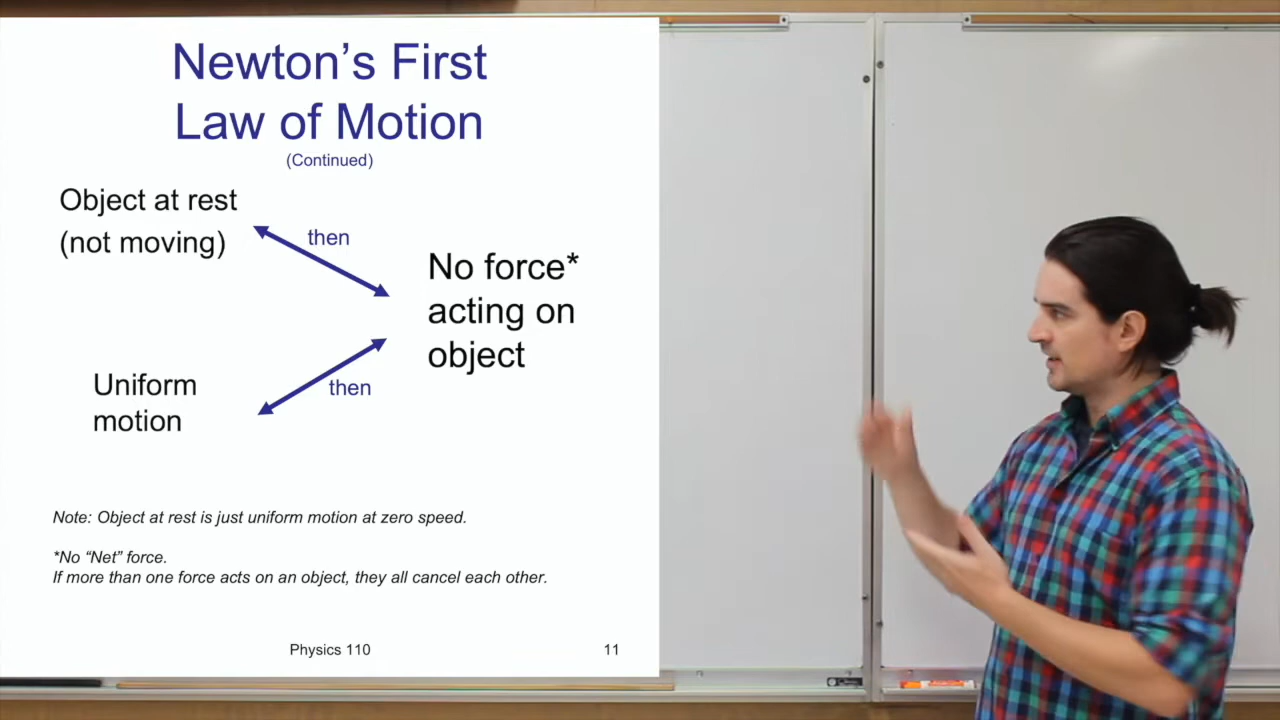 Newton’s First
Law of Motion
(Continued)
Object at rest
(not moving)
then
No force*
acting on
object
Uniform
motion
then
Note: Object at rest is just uniform motion at zero speed.
*No “Net” force.
If more than one force acts on an object, they all cancel each other.
Physics 110
11